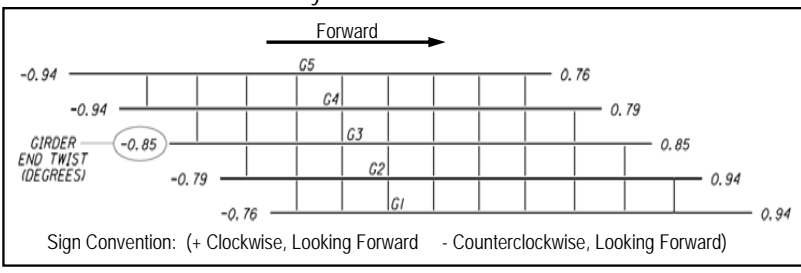 Forward
G5
-0.94 0.76
G4
-0.94 0.79
G3
GIRDER -0.85 0.85
END TWIST
(DEGREES)
G2
-0.79 0.94
G1
-0.76 0.94
Sign Convention: (+ Clockwise, Looking Forward - Counterclockwise, Looking Forward)